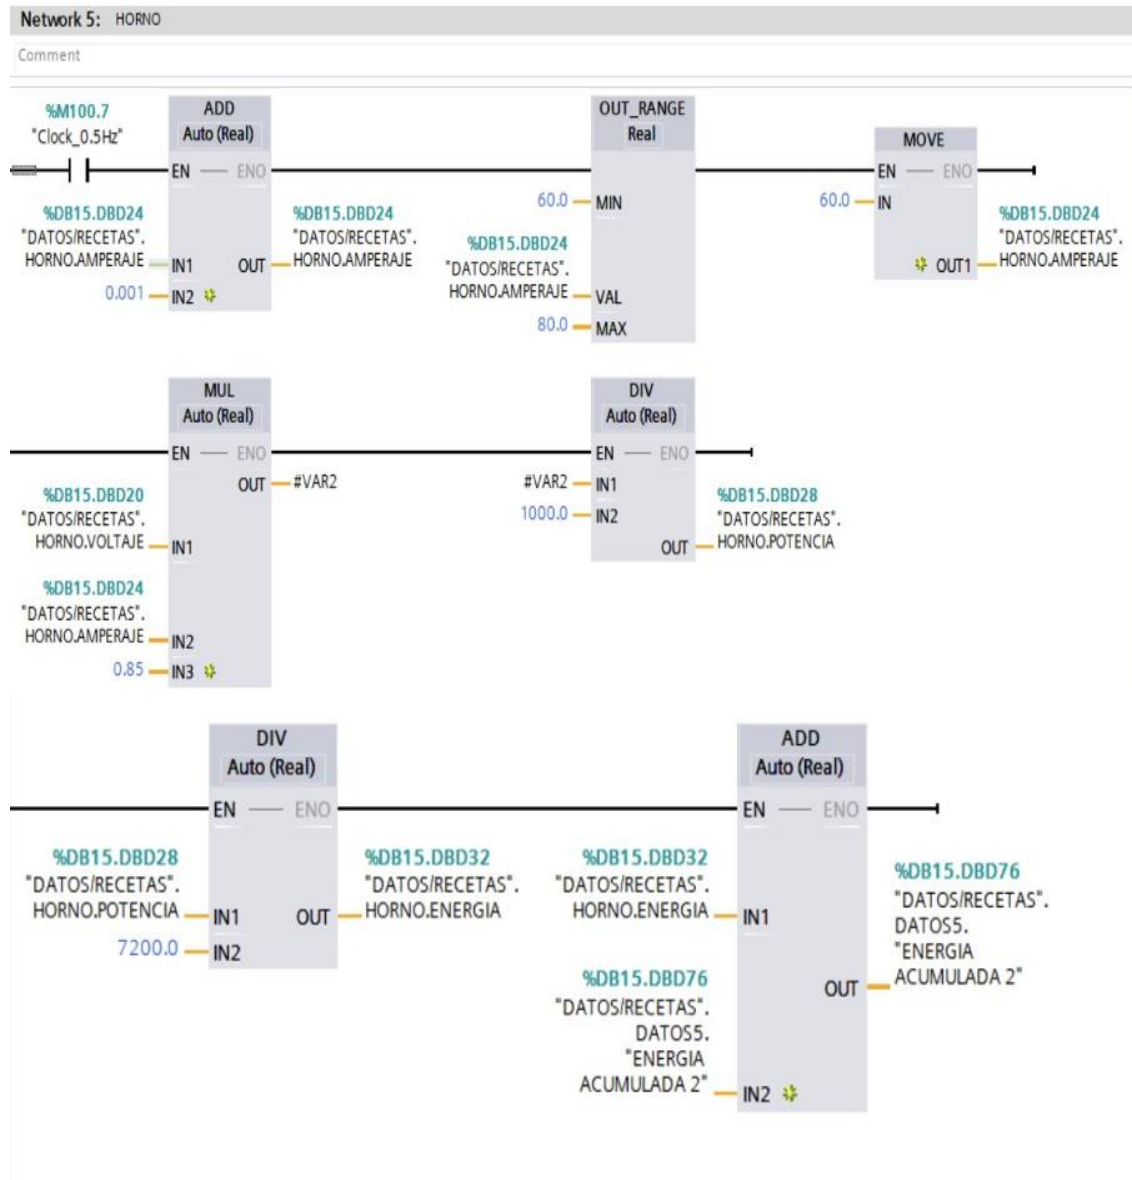 Network 5: HORNO
Comment
%M100.7
"Clock_0.5Hz"
ADD
Auto (Real)
EN
ENO
%DB15.DBD24
"DATOS/RECETAS".
HORNO.AMPERAJE
IN1
0.001
IN2
OUT
%DB15.DBD24
"DATOS/RECETAS".
HORNO.AMPERAJE
OUT_RANGE
Real
60.0
MIN
%DB15.DBD24
"DATOS/RECETAS".
HORNO.AMPERAJE
VAL
80.0
MAX
MOVE
EN
ENO
60.0
IN
OUT1
%DB15.DBD24
"DATOS/RECETAS".
HORNO.AMPERAJE
MUL
Auto (Real)
EN
ENO
OUT
#VAR2
%DB15.DBD20
"DATOS/RECETAS".
HORNO.VOLTAJE
IN1
%DB15.DBD24
"DATOS/RECETAS".
HORNO.AMPERAJE
IN2
0.85
IN3
DIV
Auto (Real)
EN
ENO
#VAR2
IN1
1000.0
IN2
OUT
%DB15.DBD28
"DATOS/RECETAS".
HORNO.POTENCIA
DIV
Auto (Real)
EN
ENO
%DB15.DBD28
"DATOS/RECETAS".
HORNO.POTENCIA
IN1
7200.0
IN2
OUT
%DB15.DBD32
"DATOS/RECETAS".
HORNO.ENERGIA
ADD
Auto (Real)
EN
ENO
%DB15.DBD32
"DATOS/RECETAS".
HORNO.ENERGIA
IN1
%DB15.DBD76
"DATOS/RECETAS".
DATOS5.
"ENERGIA
ACUMULADA 2"
IN2
OUT
%DB15.DBD76
"DATOS/RECETAS".
DATOS5.
"ENERGIA
ACUMULADA 2"